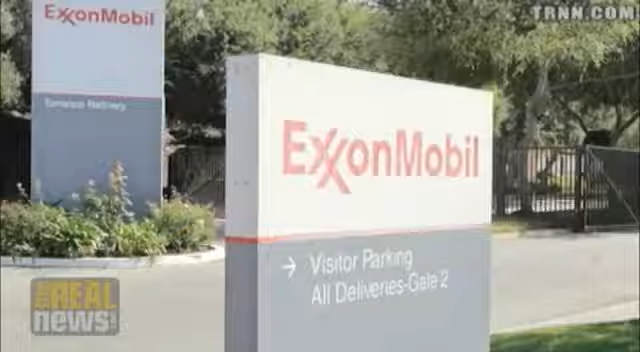 TRNN.COM
ExxonMobil
Torrance Refinery
ExxonMobil
→ Visitor Parking
All Deliveries-Gate 2
THE REAL
news